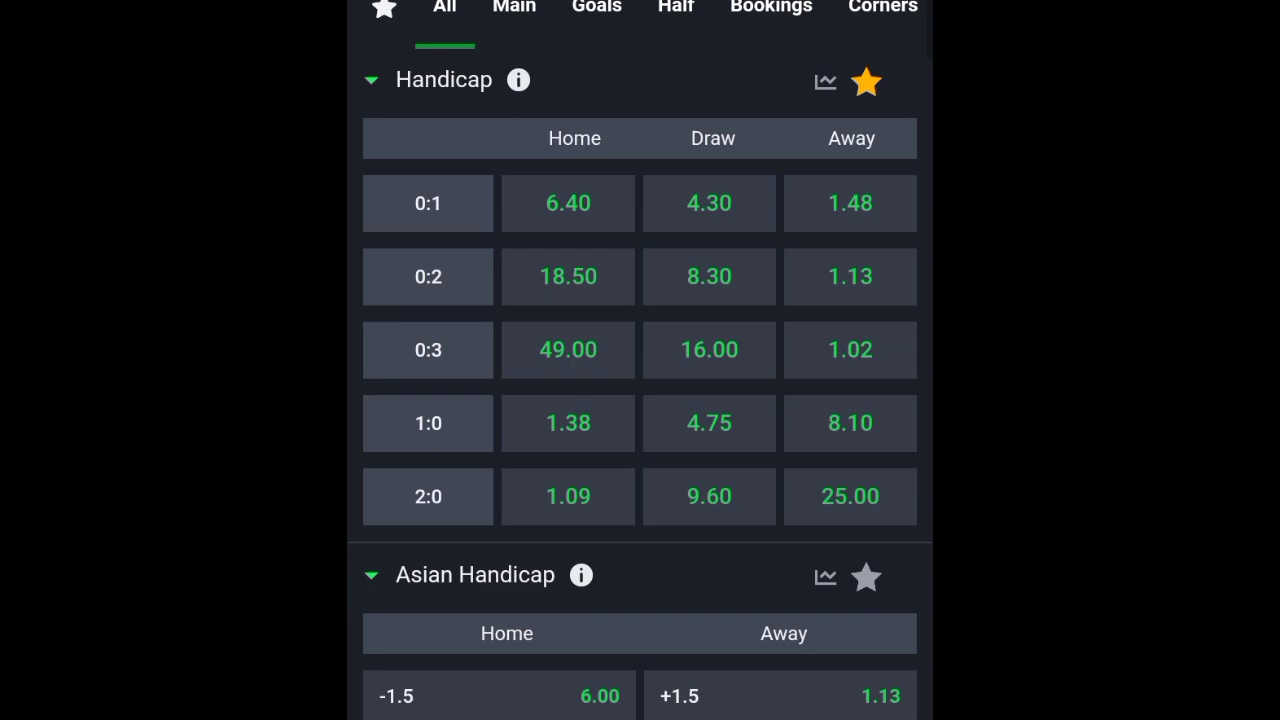 All Main Goals Half Bookings Corners
Handicap
Home Draw Away
0:1 6.40 4.30 1.48
0:2 18.50 8.30 1.13
0:3 49.00 16.00 1.02
1:0 1.38 4.75 8.10
2:0 1.09 9.60 25.00
Asian Handicap
Home Away
-1.5 6.00 +1.5 1.13